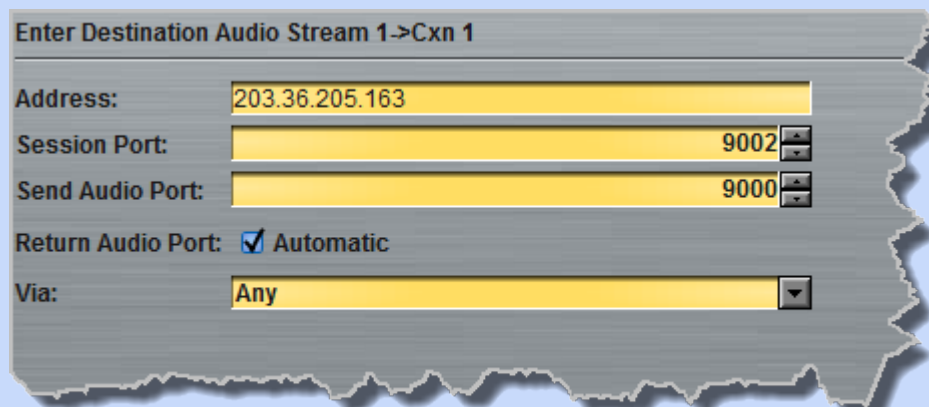 Enter Destination Audio Stream 1->Cxn 1
Address: 203.36.205.163
Session Port: 9002
Send Audio Port: 9000
Return Audio Port: Automatic
Via: Any